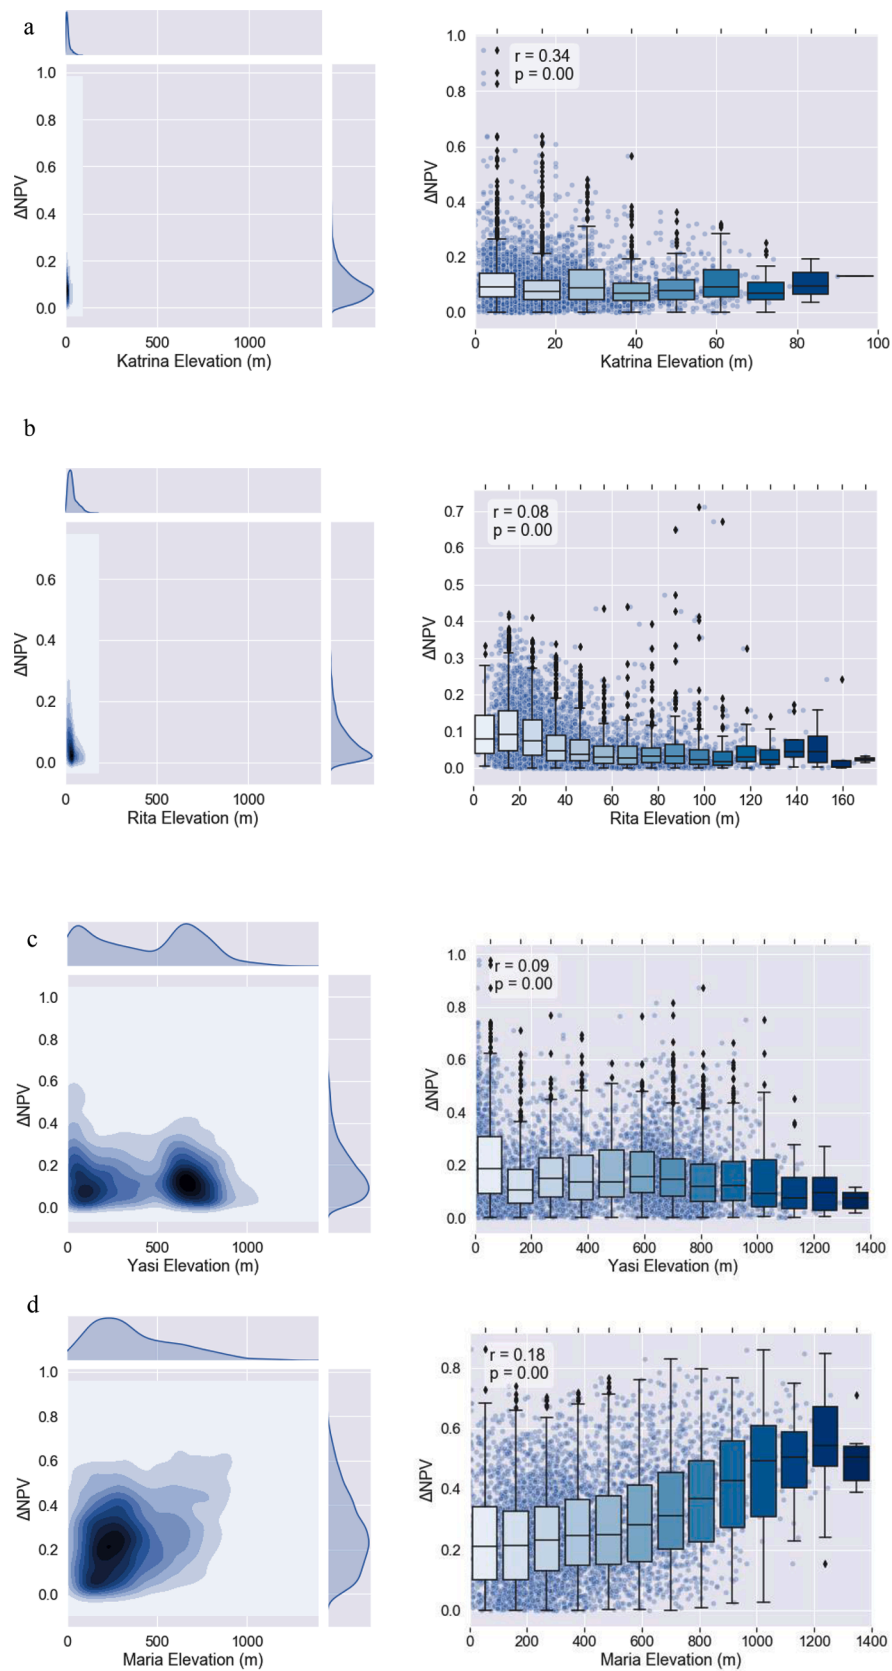 a
1.0
0.8
0.6
0.4
0.2
0.0
ΔNPV
0 1000
Katrina Elevation (m)
r = 0.34
p = 0.00
1.0
0.8
0.6
0.4
0.2
0.0
ΔNPV
0 20 40 60 80 100
Katrina Elevation (m)
b
0.6
0.4
0.2
0.0
ΔNPV
0 500 1000
Rita Elevation (m)
r = 0.08
p = 0.00
0.7
0.6
0.5
0.4
0.3
0.2
0.1
0.0
ΔNPV
0 20 40 60 80 100 120 140 160
Rita Elevation (m)
c
1.0
0.8
0.6
0.4
0.2
0.0
ΔNPV
0 500 1000
Yasi Elevation (m)
r = 0.09
p = 0.00
1.0
0.8
0.6
0.4
0.2
0.0
ΔNPV
0 200 400 600 800 1000 1200 1400
Yasi Elevation (m)
d
1.0
0.8
0.6
0.4
0.2
0.0
ΔNPV
0 500 1000
Maria Elevation (m)
r = 0.18
p = 0.00
0.8
0.6
0.4
0.2
0.0
ΔNPV
0 200 400 600 800 1000 1200 1400
Maria Elevation (m)